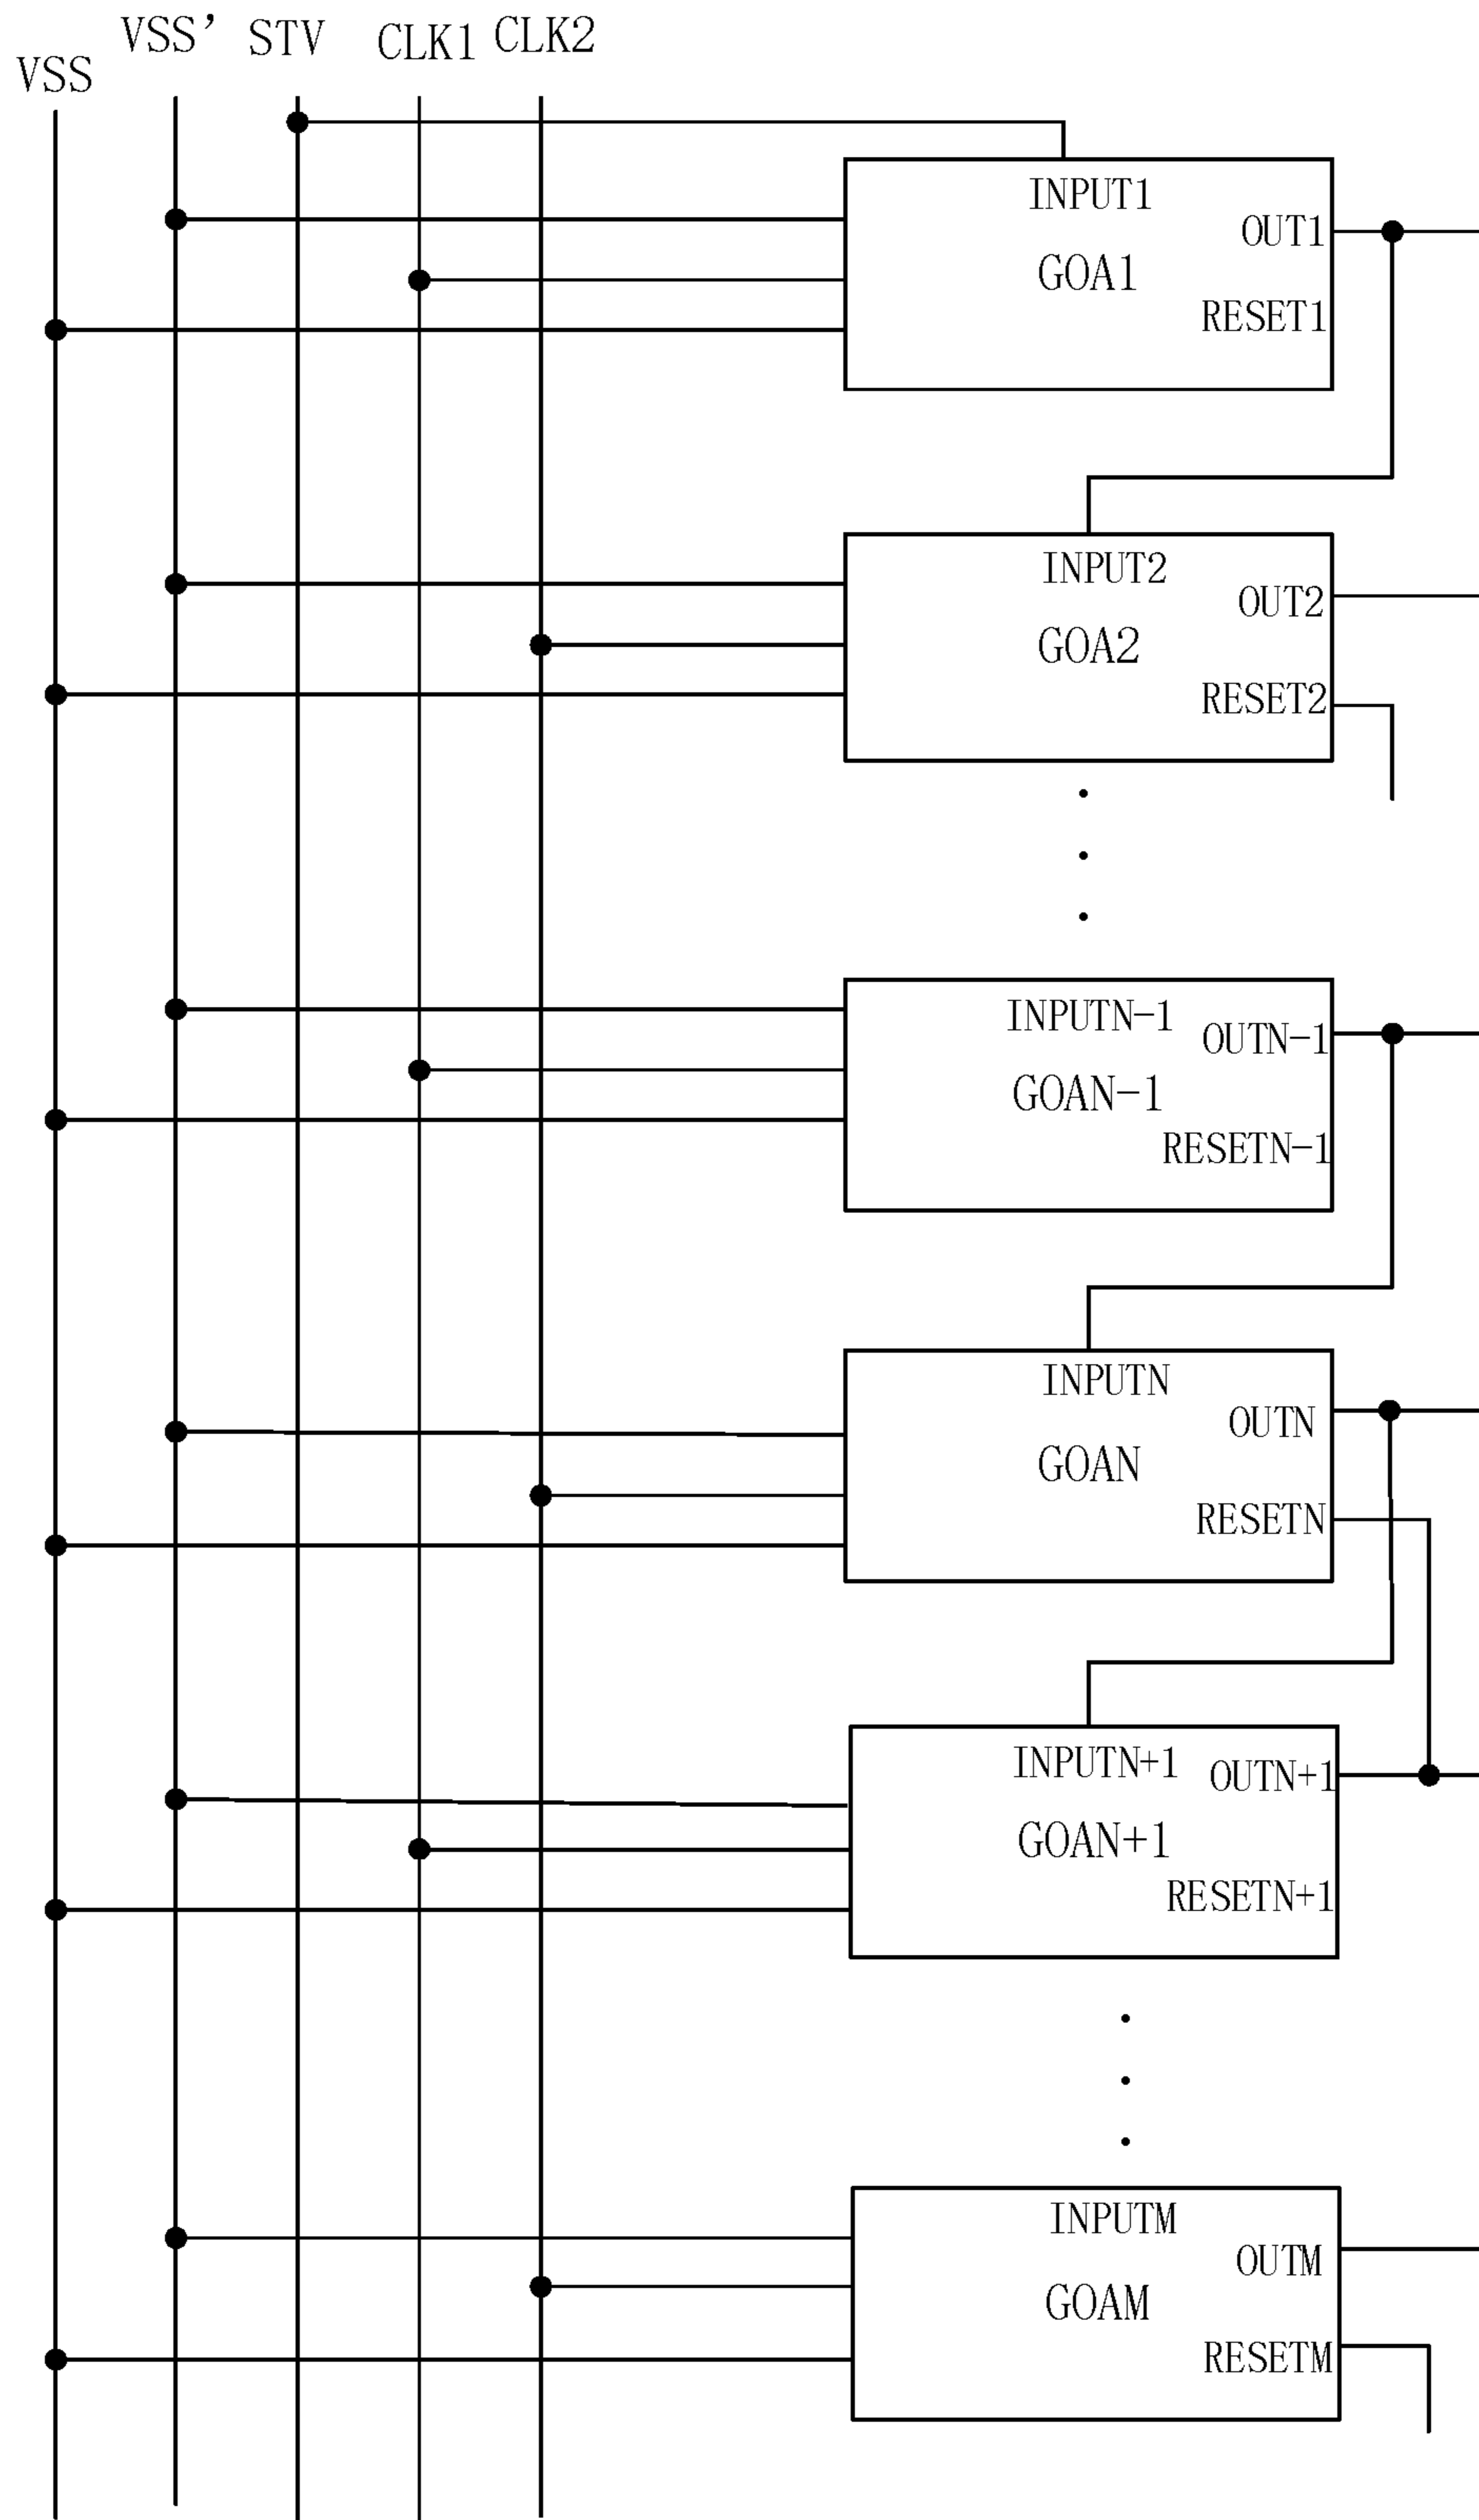 VSS VSS' STV CLK1 CLK2
INPUT1
OUT1
GOA1
RESET1
INPUT2
OUT2
GOA2
RESET2
INPUTN-1
OUTN-1
GOAN-1
RESETN-1
INPUTN
OUTN
GOAN
RESETN
INPUTN+1
OUTN+1
GOAN+1
RESETN+1
INPUTM
OUTM
GOAM
RESETM